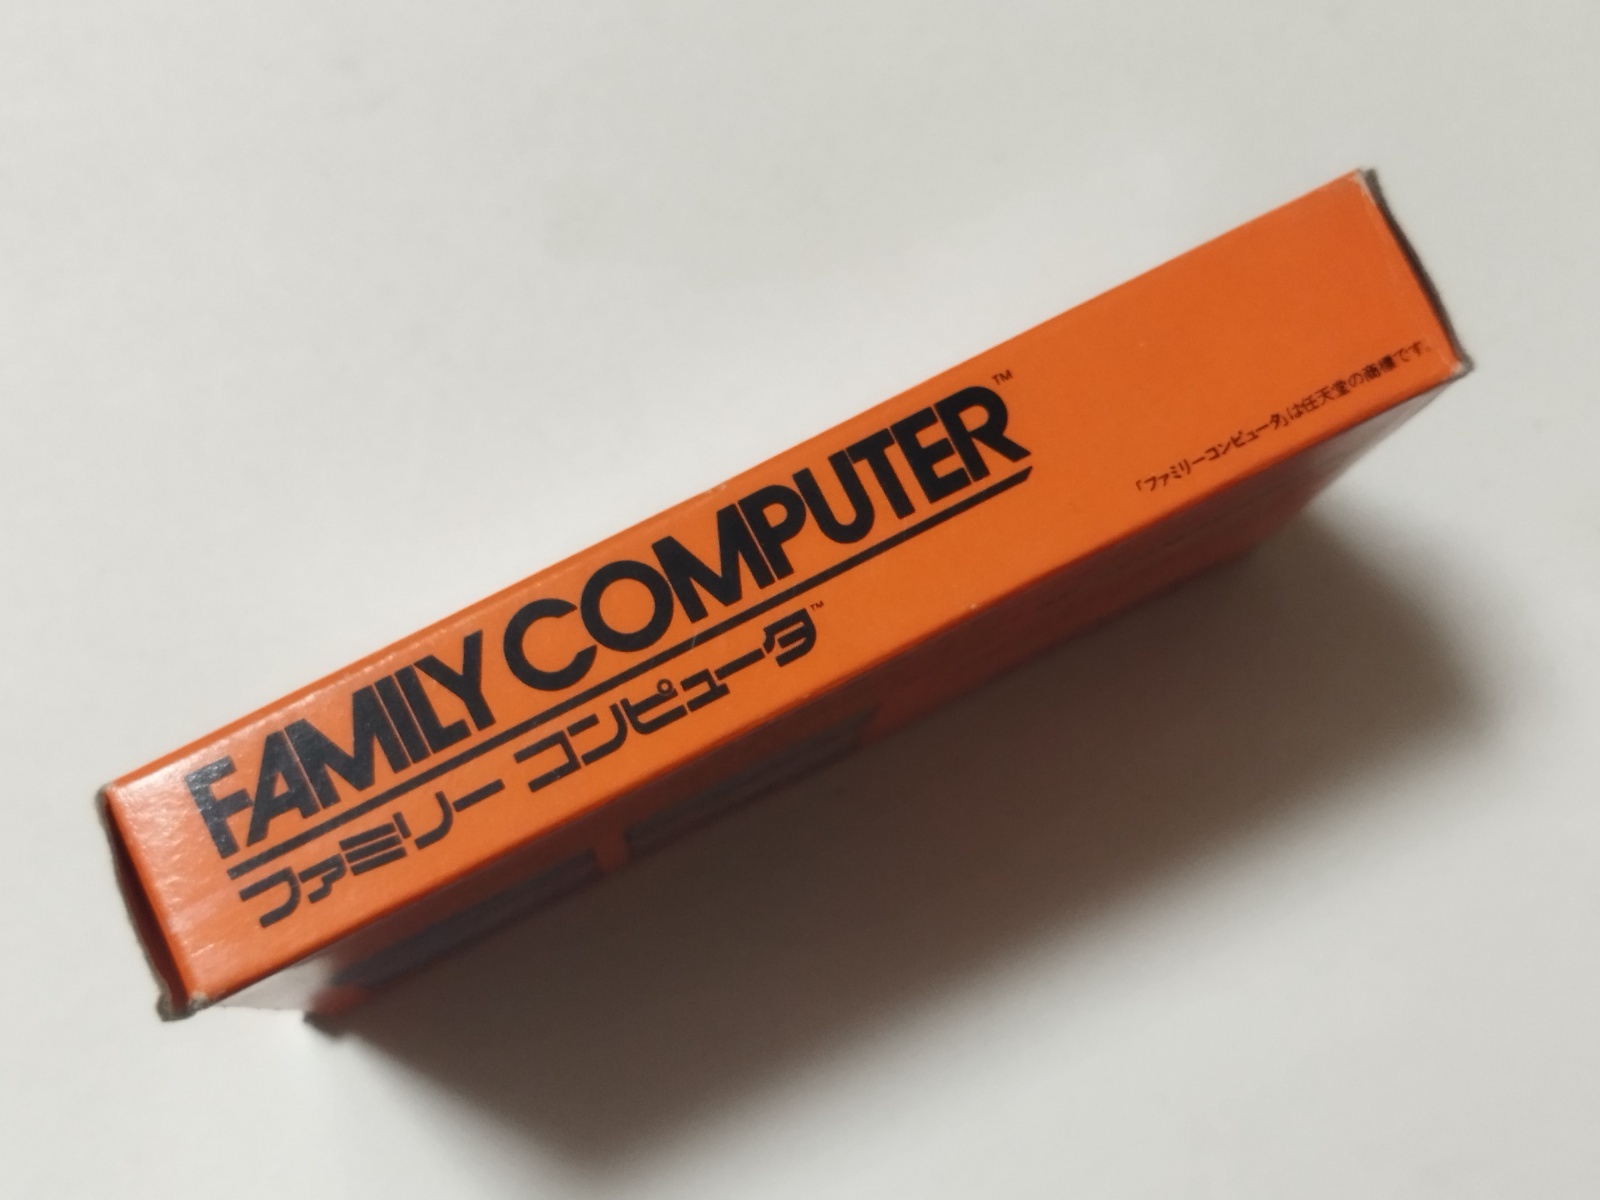 FAMILY COMPUTER™
ファミリー コンピュータ™
「ファミリーコンピュータ」は任天堂の商標です。